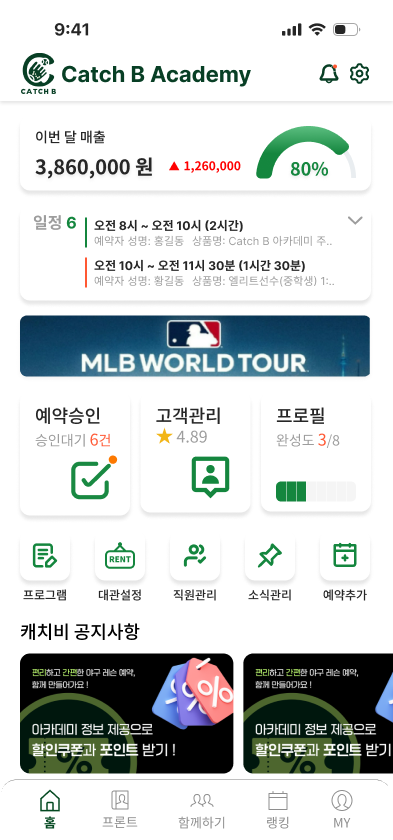 9:41
CATCH B
Catch B Academy
이번 달 매출
3,860,000 원 ▲ 1,260,000
80%
일정 6
오전 8시 ~ 오전 10시 (2시간)
예약자 성명: 홍길동 상품명: Catch B 아카데미 주..
오전 10시 ~ 오전 11시 30분 (1시간 30분)
예약자 성명: 황길동 상품명: 엘리트선수(중학생) 1:..
MLB WORLD TOUR
예약승인
승인대기 6건
고객관리
4.89
프로필
완성도 3/8
RENT
프로그램
대관설정
직원관리
소식관리
예약추가
캐치비 공지사항
편리하고 간편한 야구 레슨 예약,
함께 만들어가요 !
아카데미 정보 제공으로
할인쿠폰과 포인트 받기 !
편리하고 간편한 야구 레슨 예약,
함께 만들어가요 !
아카데미 정보 제공으로
할인쿠폰과 포인트 받기
홈
프론트
함께하기
랭킹
MY